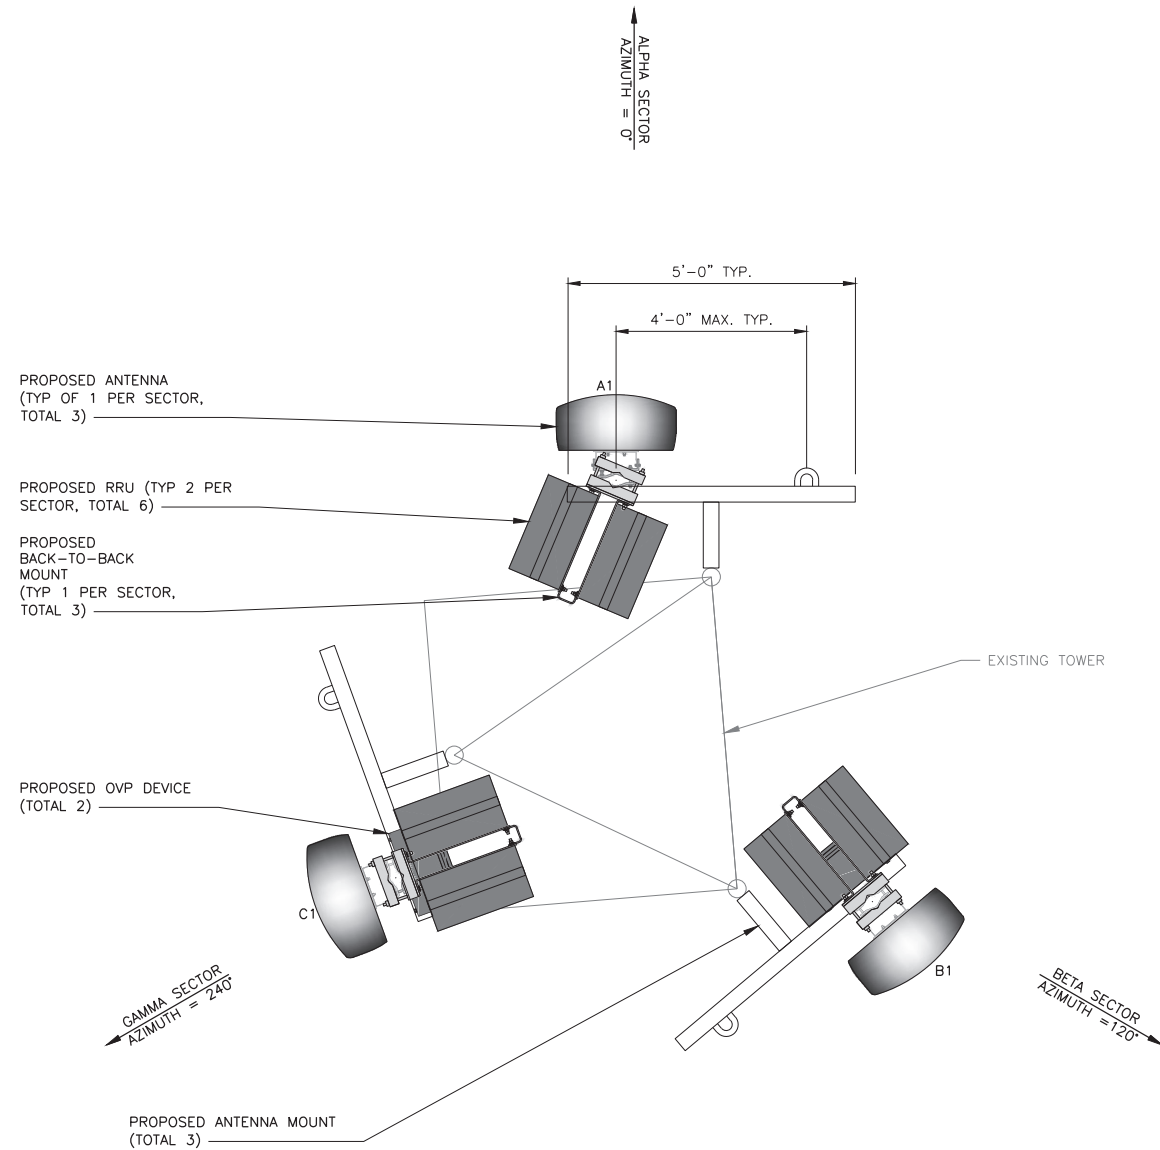 ALPHA SECTOR
AZIMUTH = 0°
5'-0" TYP.
4'-0" MAX. TYP.
A1
PROPOSED ANTENNA
(TYP OF 1 PER SECTOR,
TOTAL 3)
PROPOSED RRU (TYP 2 PER
SECTOR, TOTAL 6)
PROPOSED
BACK-TO-BACK
MOUNT
(TYP 1 PER SECTOR,
TOTAL 3)
EXISTING TOWER
PROPOSED OVP DEVICE
(TOTAL 2)
C1
B1
GAMMA SECTOR
AZIMUTH = 240°
BETA SECTOR
AZIMUTH =120°
PROPOSED ANTENNA MOUNT
(TOTAL 3)